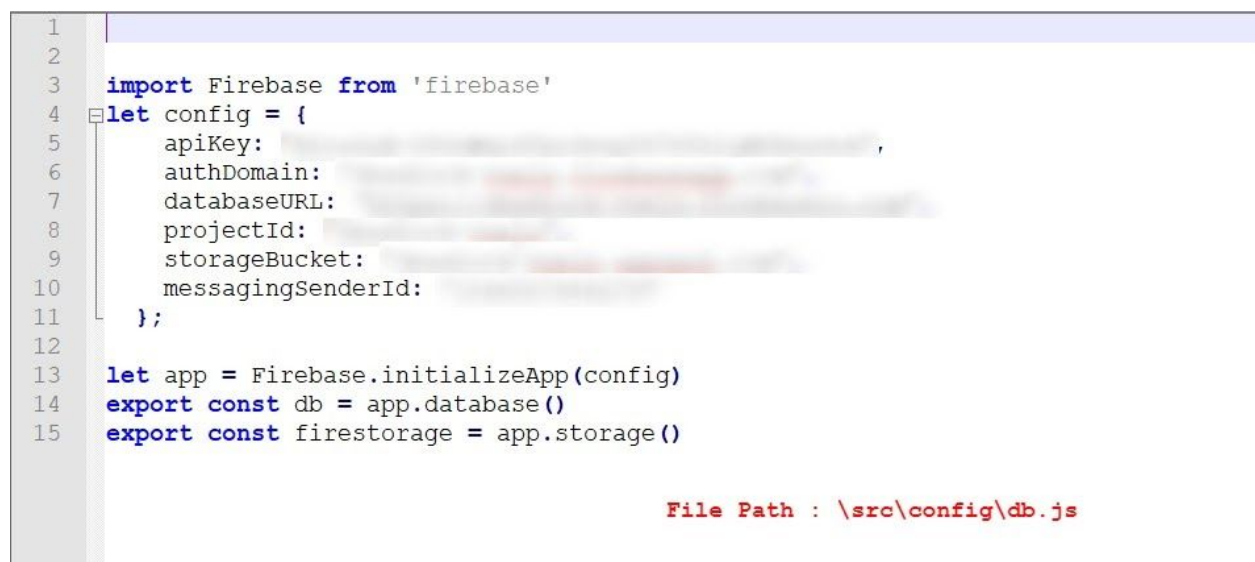 1
2
3 import Firebase from 'firebase'
4 let config = {
5 apiKey: ,
6 authDomain:
7 databaseURL:
8 projectId:
9 storageBucket:
10 messagingSenderId:
11 };
12
13 let app = Firebase.initializeApp(config)
14 export const db = app.database()
15 export const firestorage = app.storage()
File Path : \src\config\db.js